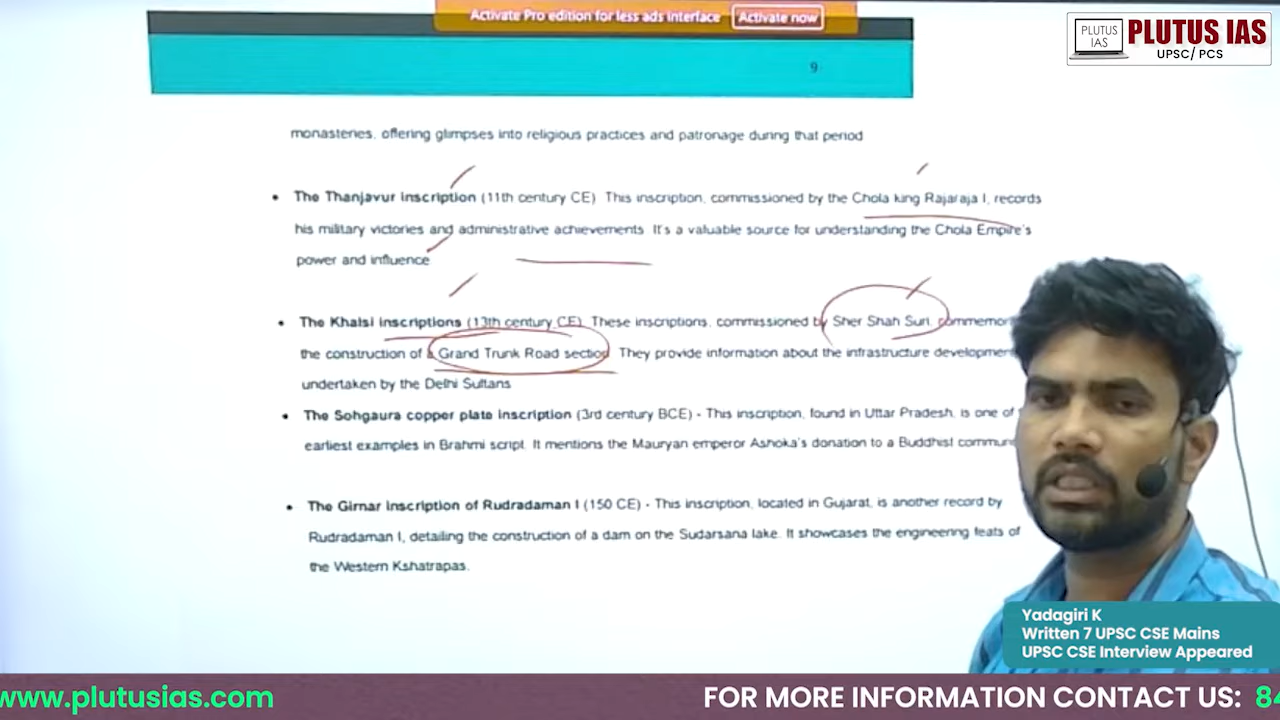 Activate Pro edition for less ads interface Activate now
PLUTUS IAS
PLUTUS IAS
UPSC/ PCS
9
monasteries, offering glimpses into religious practices and patronage during that period
• The Thanjavur inscription (11th century CE) This inscription, commissioned by the Chola king Rajaraja I, records
his military victories and administrative achievements. It's a valuable source for understanding the Chola Empire's
power and influence
• The Khalsi inscriptions (13th century CE). These inscriptions, commissioned by Sher Shah Suri,
the construction of a Grand Trunk Road section. They provide information about the infrastructure
undertaken by the Delhi Sultans
• The Sohgaura copper plate inscription (3rd century BCE) - This inscription, found in Uttar Pradesh, is one of
earliest examples in Brahmi script. It mentions the Mauryan emperor Ashoka's donation to a Buddhist
• The Girnar inscription of Rudradaman I (150 CE) - This inscription, located in Gujarat, is another record by
Rudradaman I, detailing the construction of a dam on the Sudarsana lake. It showcases the engineering feats of
the Western Kshatrapas.
Yadagiri K
Written 7 UPSC CSE Mains
UPSC CSE Interview Appeared
www.plutusias.com
FOR MORE INFORMATION CONTACT US: 84